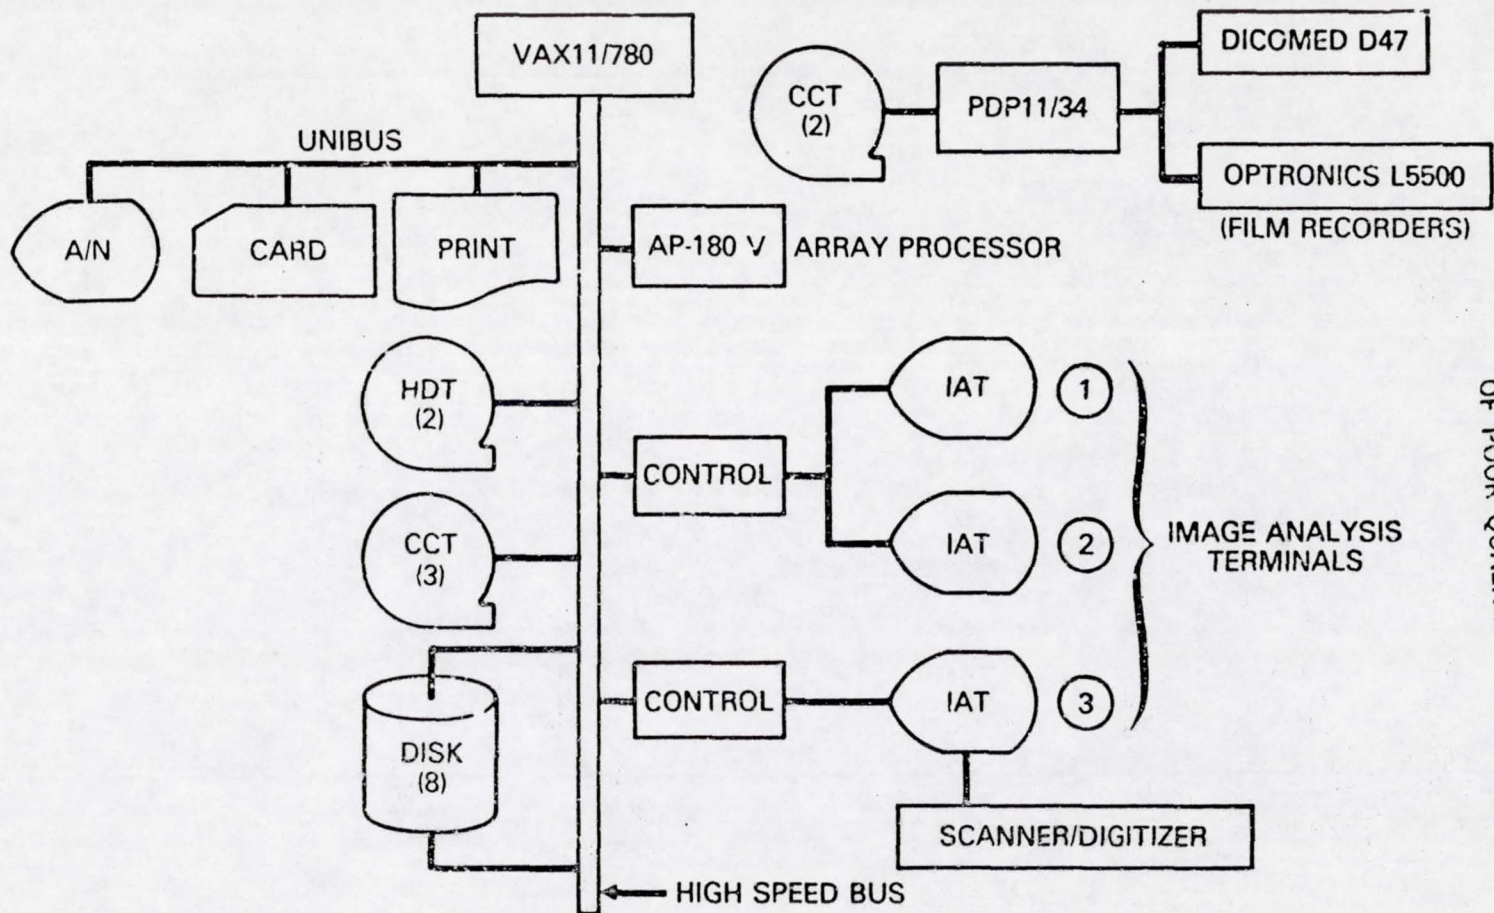 VAX11/780
DICOMED D47
CCT
(2)
PDP11/34
UNIBUS
OPTRONICS L5500
(FILM RECORDERS)
A/N
CARD
PRINT
AP-180 V
ARRAY PROCESSOR
HDT
(2)
IAT
1
CONTROL
CCT
(3)
IAT
2
IMAGE ANALYSIS
TERMINALS
CONTROL
IAT
3
DISK
(8)
SCANNER/DIGITIZER
HIGH SPEED BUS
OF POOR